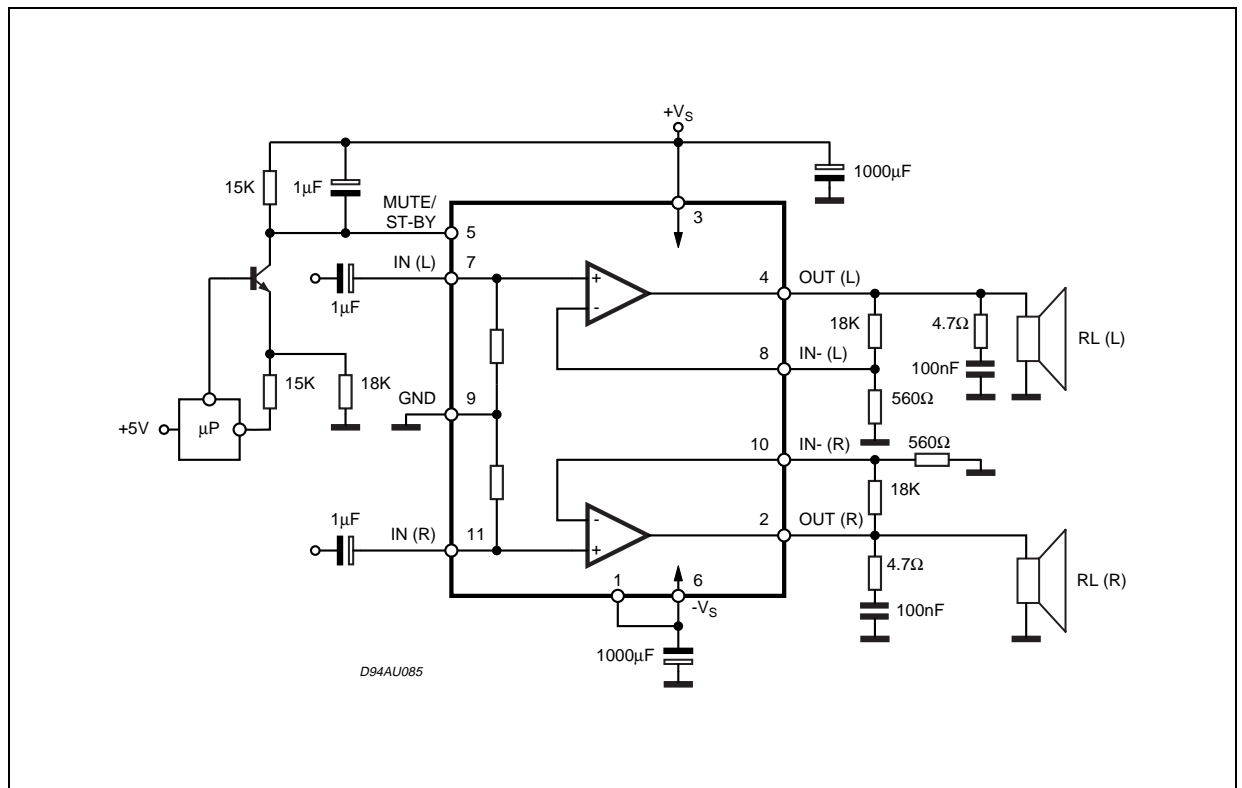 +VS
15K
1μF
1000μF
MUTE/
ST-BY
5
3
IN (L)
7
1μF
+
-
4
OUT (L)
18K
4.7Ω
RL (L)
8
IN- (L)
100nF
15K
18K
GND
9
560Ω
+5V
μP
10
IN- (R)
560Ω
18K
1μF
IN (R)
11
-
+
2
OUT (R)
4.7Ω
RL (R)
1
6
-VS
100nF
1000μF
D94AU085